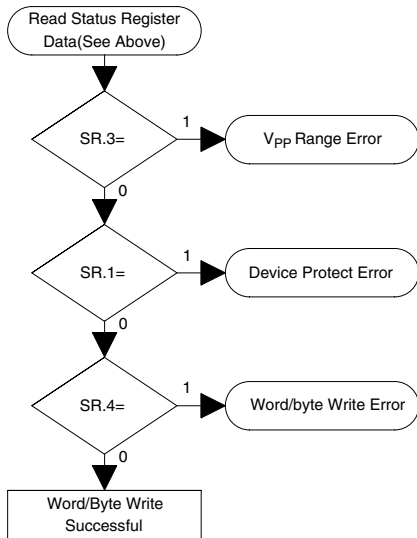 Read Status Register
Data(See Above)
SR.3=
1
VPP Range Error
0
SR.1=
1
Device Protect Error
0
SR.4=
1
Word/byte Write Error
0
Word/Byte Write
Successful